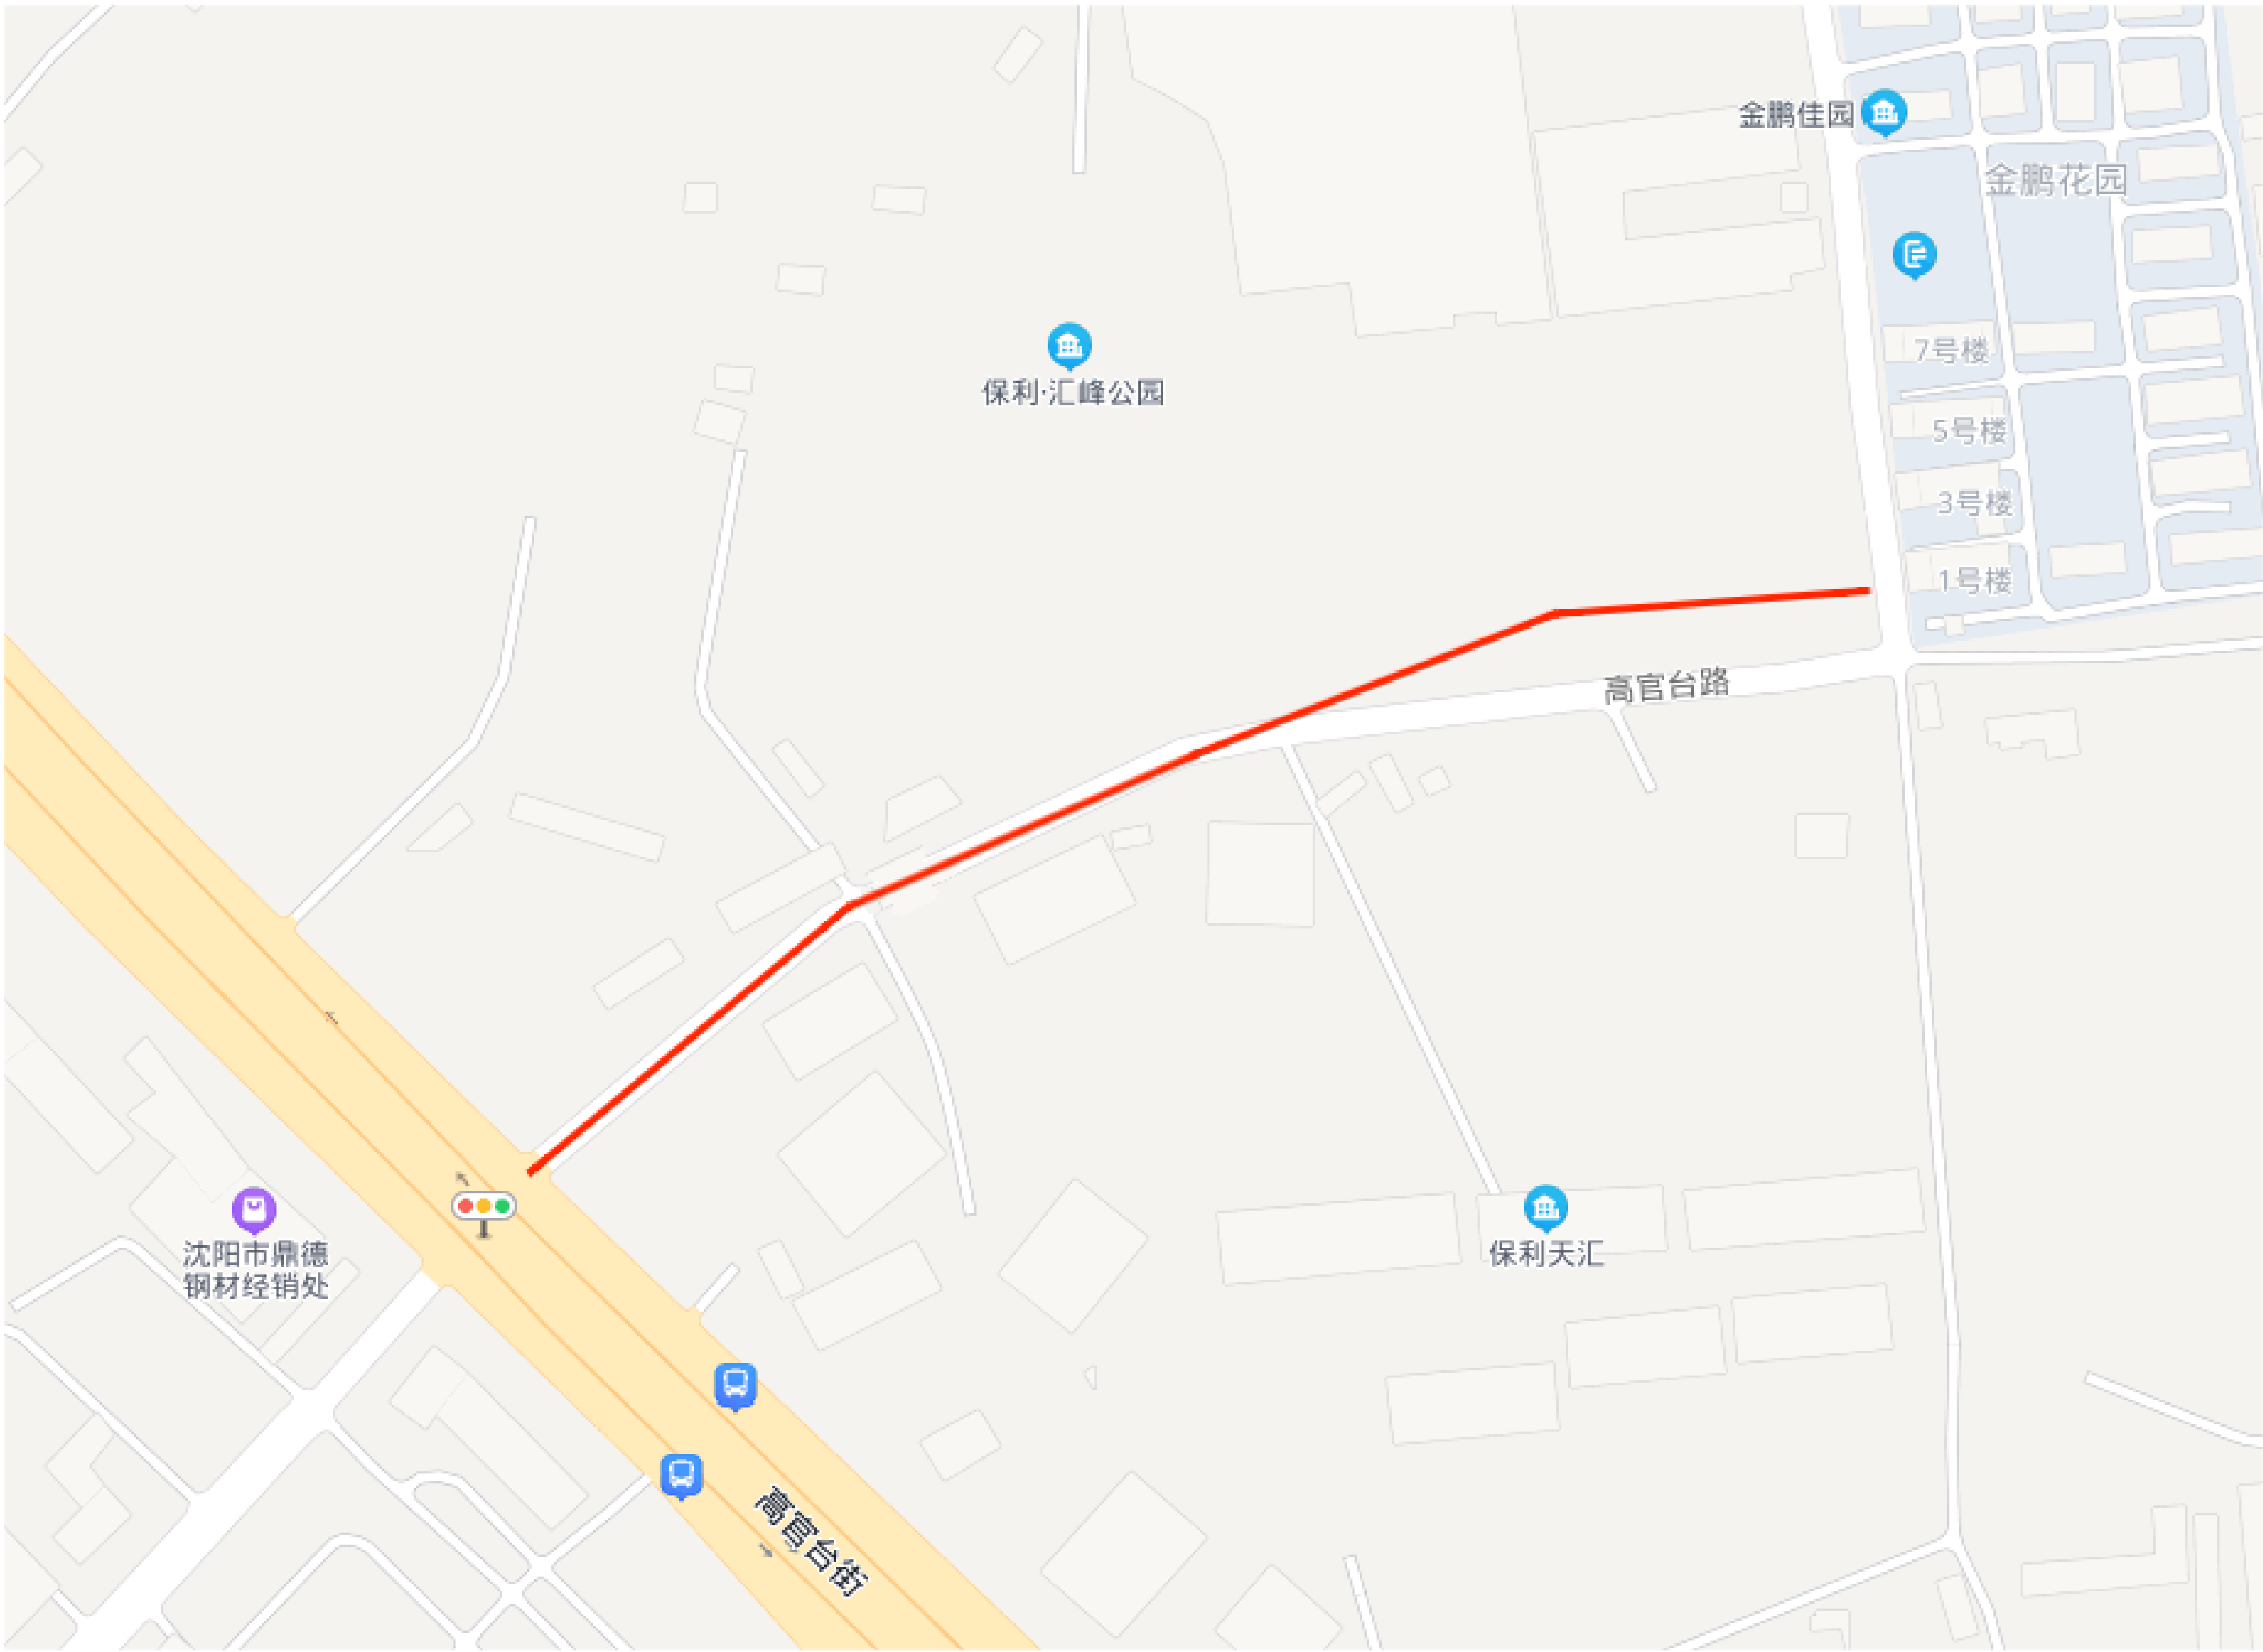 金鹏佳园
金鹏花园
7号楼
保利·汇峰公园
5号楼
3号楼
1号楼
高官台路
沈阳市鼎德
钢材经销处
保利天汇
高官台街